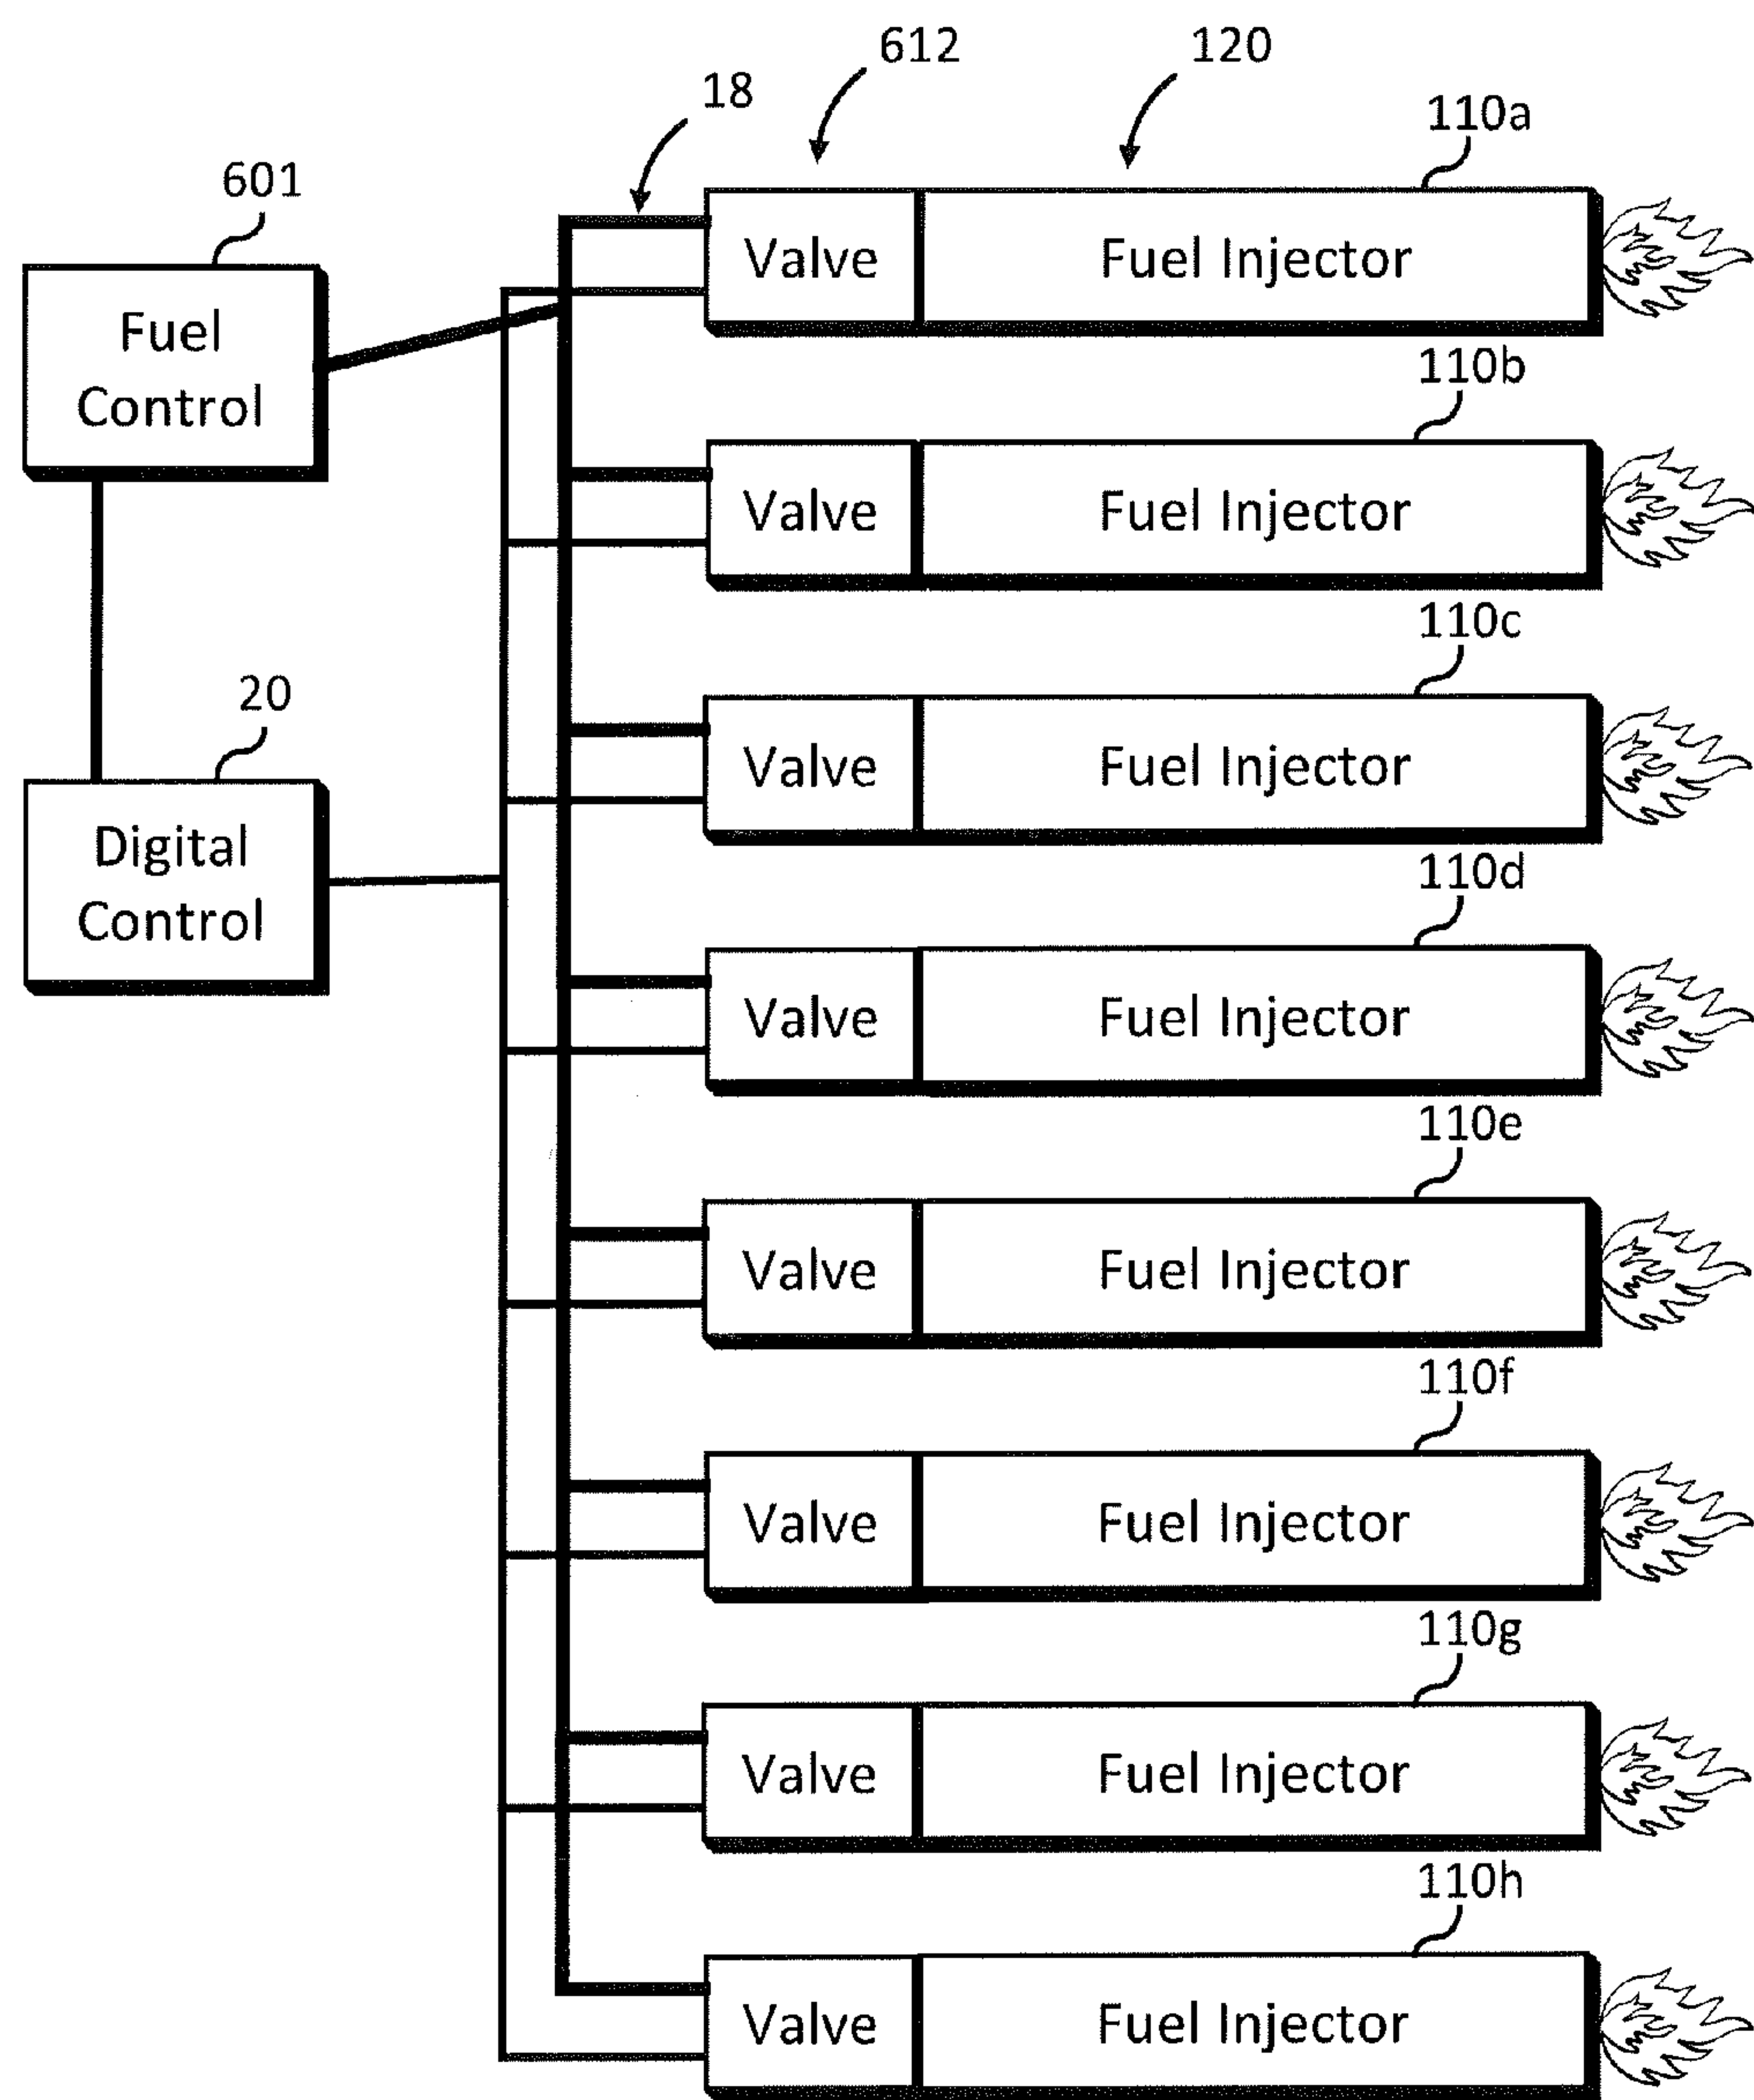 612
120
18
110a
601
Valve
Fuel Injector
Fuel
Control
110b
Valve
Fuel Injector
110c
20
Valve
Fuel Injector
Digital
Control
110d
Valve
Fuel Injector
110e
Valve
Fuel Injector
110f
Valve
Fuel Injector
110g
Valve
Fuel Injector
110h
Valve
Fuel Injector